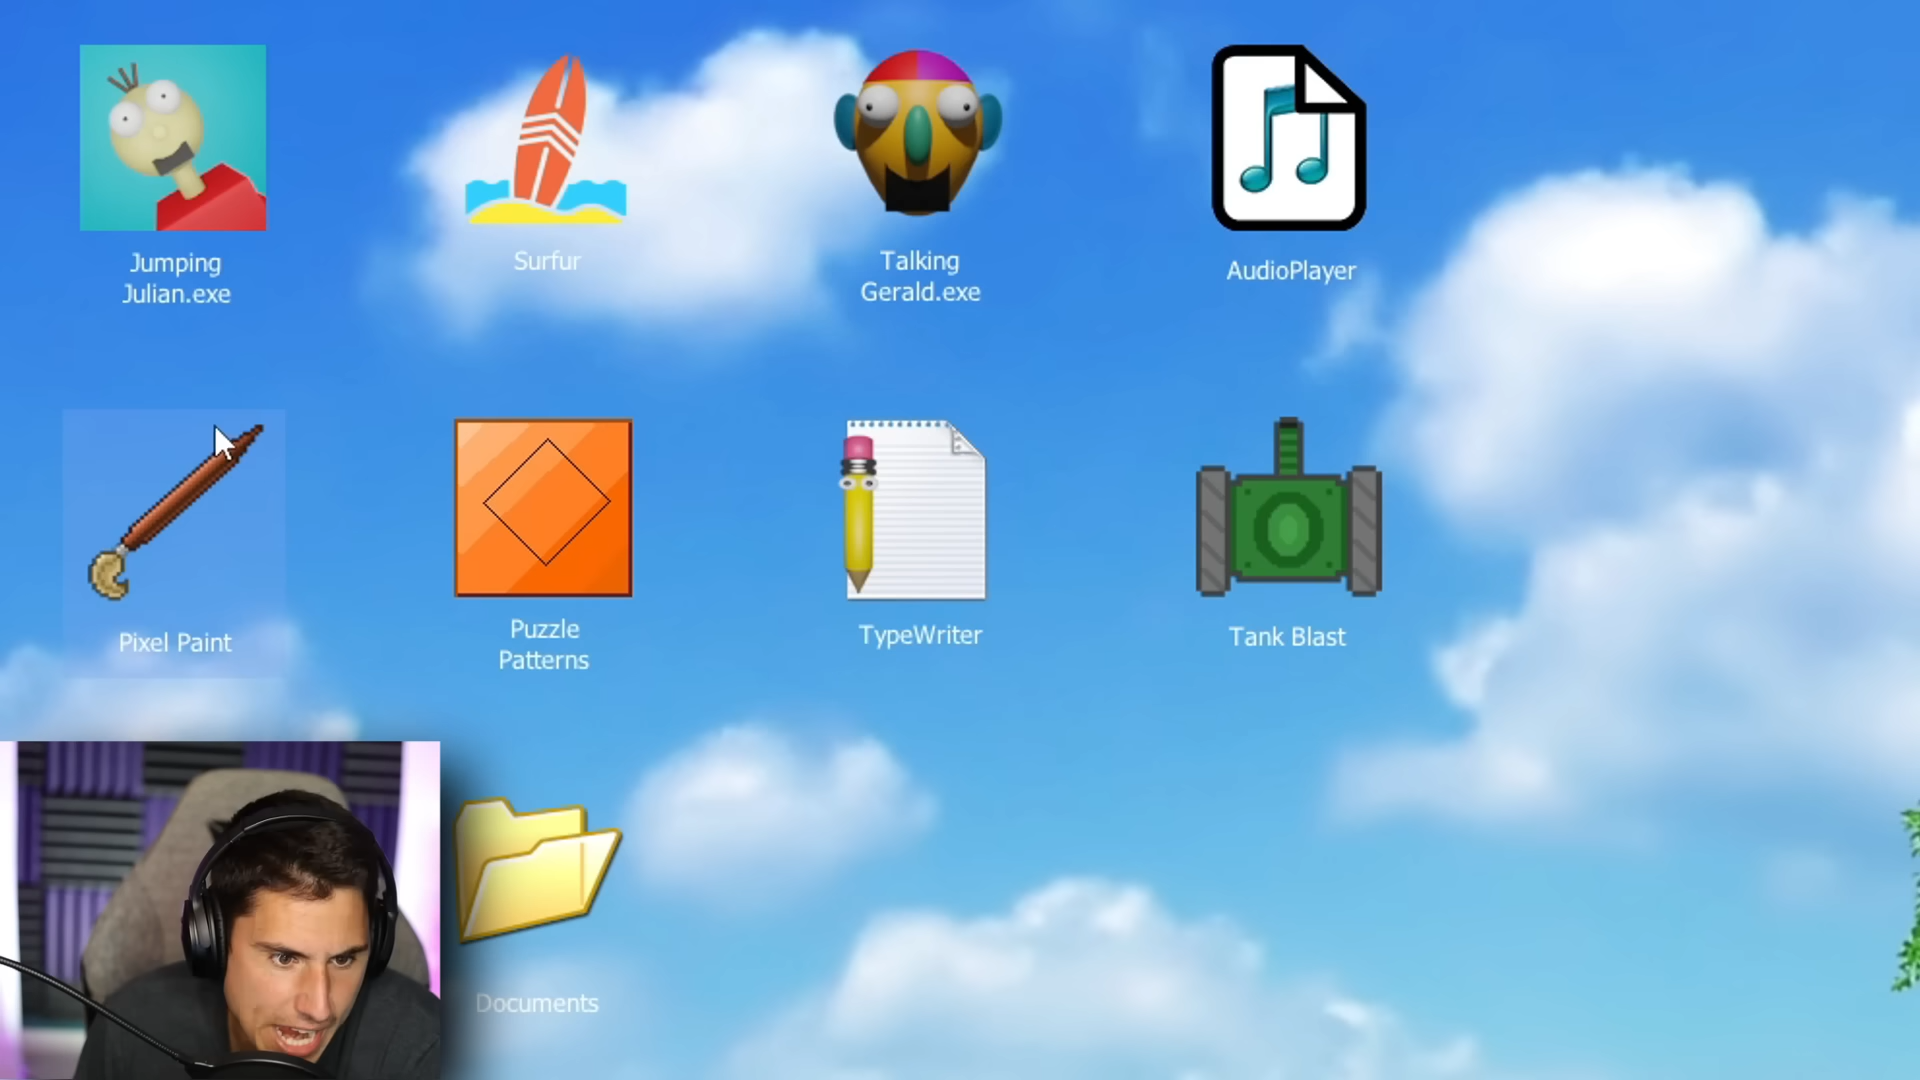 Jumping
Julian.exe
Surfur
Talking
Gerald.exe
AudioPlayer
Pixel Paint
Puzzle
Patterns
TypeWriter
Tank Blast
Documents